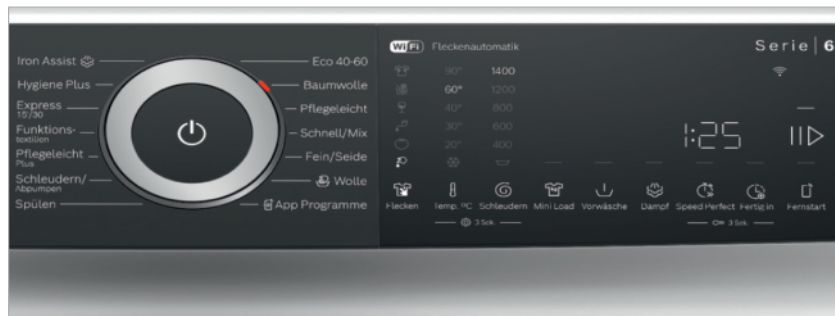 Iron Assist
Hygiene Plus
Express
15'/30'
Funktions-
textilien
Pflegeleicht
Plus
Schleudern/
Abpumpen
Spülen
Eco 40-60
Baumwolle
Pflegeleicht
Schnell/Mix
Fein/Seide
Wolle
App Programme
WiFi Fleckenautomatik
Serie | 6
90° 1400
60° 1200
40° 800
30° 600
20° 400
1:25
Flecken Temp. °C Schleudern Mini Load Vorwäsche Dampf Speed Perfect Fertig in Fernstart
3 Sek. 3 Sek.